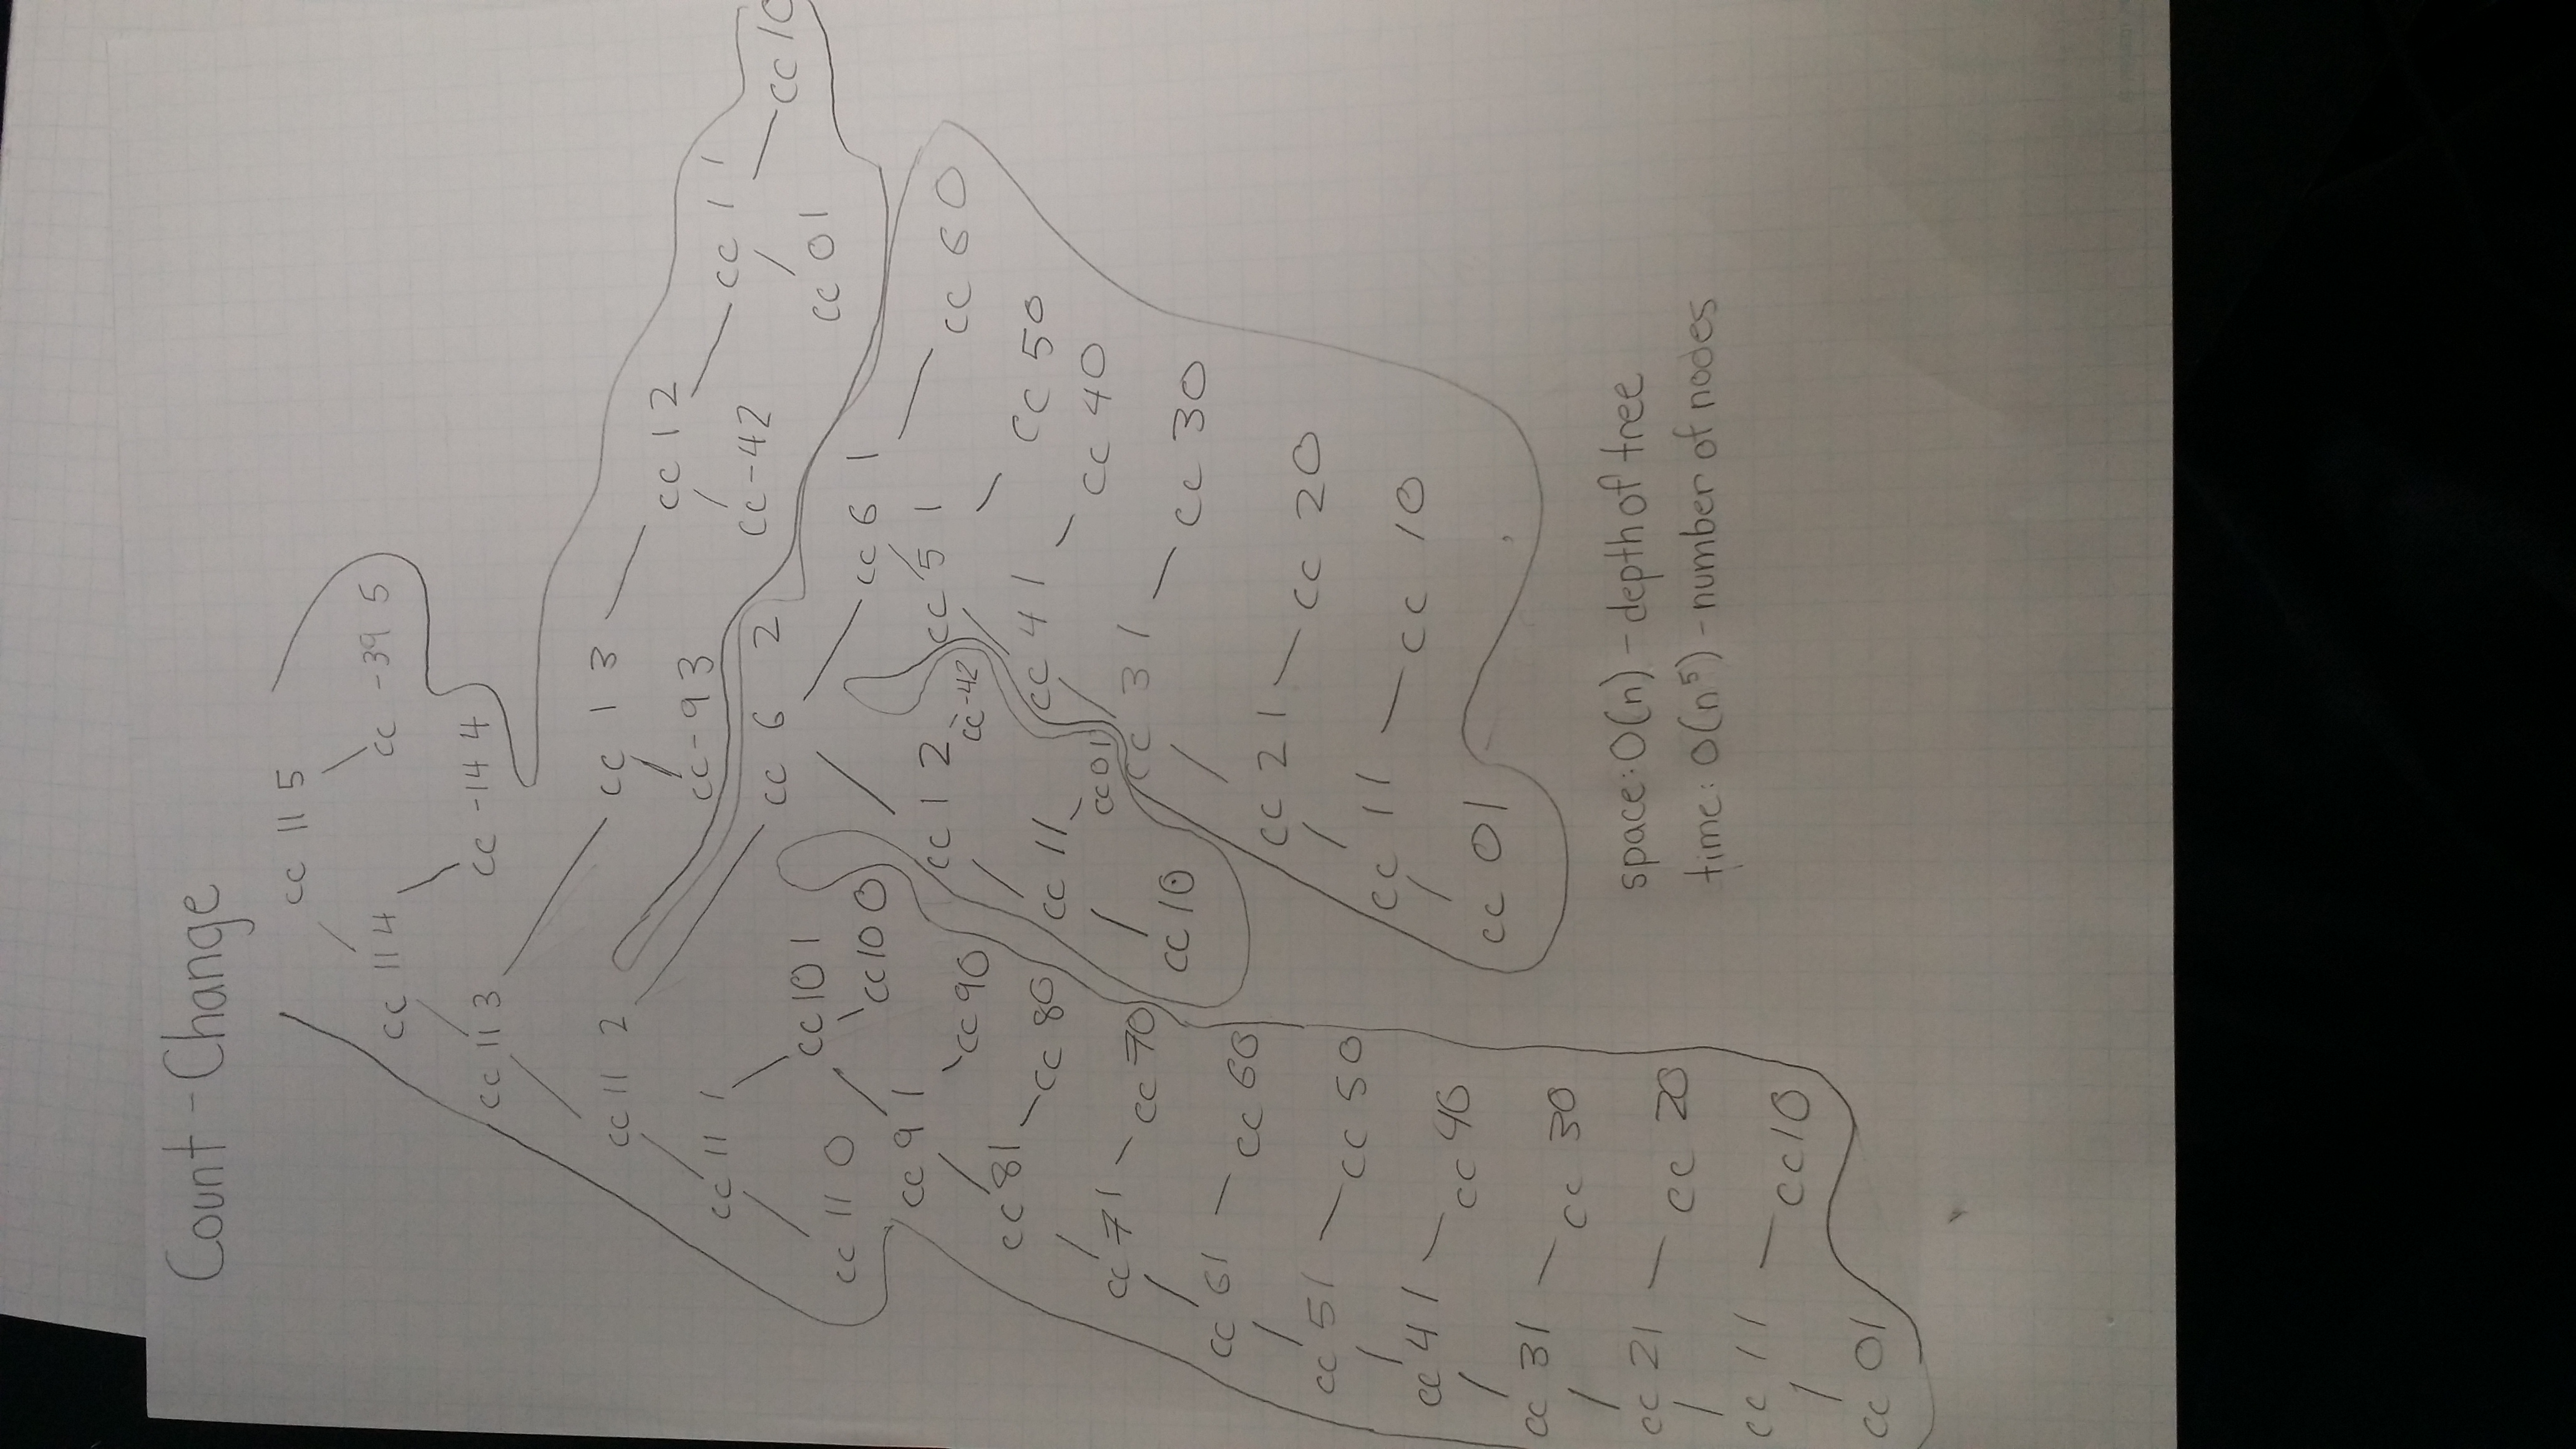 Count-Change
cc 11 5
cc 11 4
cc -39 5
cc 11 3
cc -14 4
cc 11 2
cc 1 3
cc 11 1
cc -9 3
cc 1 2
cc 11 0
cc 10 1
cc 6 2
cc -4 2
cc 1 1
cc 9 1
cc 10 0
cc 1 2
cc 6 1
cc 0 1
cc 1 0
cc 8 1
cc 9 0
cc -4 2
cc 5 1
cc 6 0
cc 7 1
cc 8 0
cc 1 1
cc 4 1
cc 5 0
cc 6 1
cc 7 0
cc 1 0
cc 0 1
cc 3 1
cc 4 0
cc 5 1
cc 6 0
cc 2 1
cc 3 0
cc 4 1
cc 5 0
cc 1 1
cc 2 0
cc 3 1
cc 4 0
cc 0 1
cc 1 0
cc 2 1
cc 3 0
cc 1 1
cc 2 0
cc 0 1
cc 1 0
space: O(n) - depth of tree
time: O(n⁵) - number of nodes